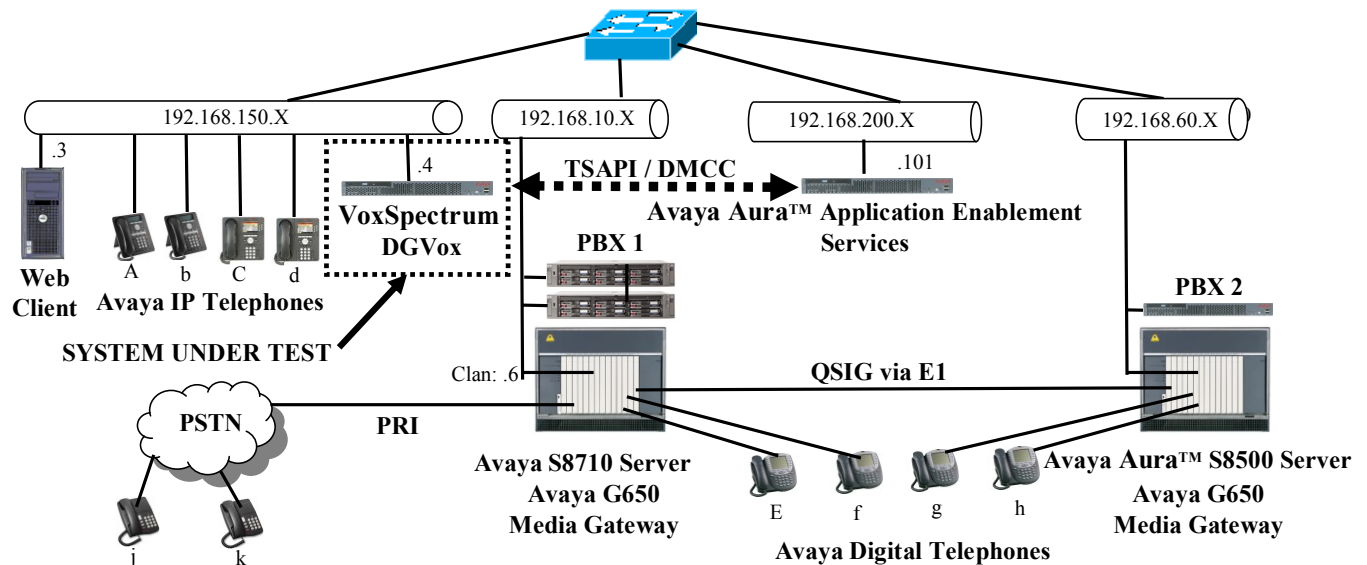 192.168.150.X
192.168.10.X
192.168.200.X
192.168.60.X
.3
.4
.101
TSAPI / DMCC
VoxSpectrum
DGVox
Avaya Aura™ Application Enablement
Services
A
b
C
d
Web
Client
Avaya IP Telephones
PBX 1
PBX 2
SYSTEM UNDER TEST
Clan: .6
QSIG via E1
PSTN
PRI
Avaya S8710 Server
Avaya G650
Media Gateway
Avaya Aura™ S8500 Server
Avaya G650
Media Gateway
E
f
g
h
Avaya Digital Telephones
j
k